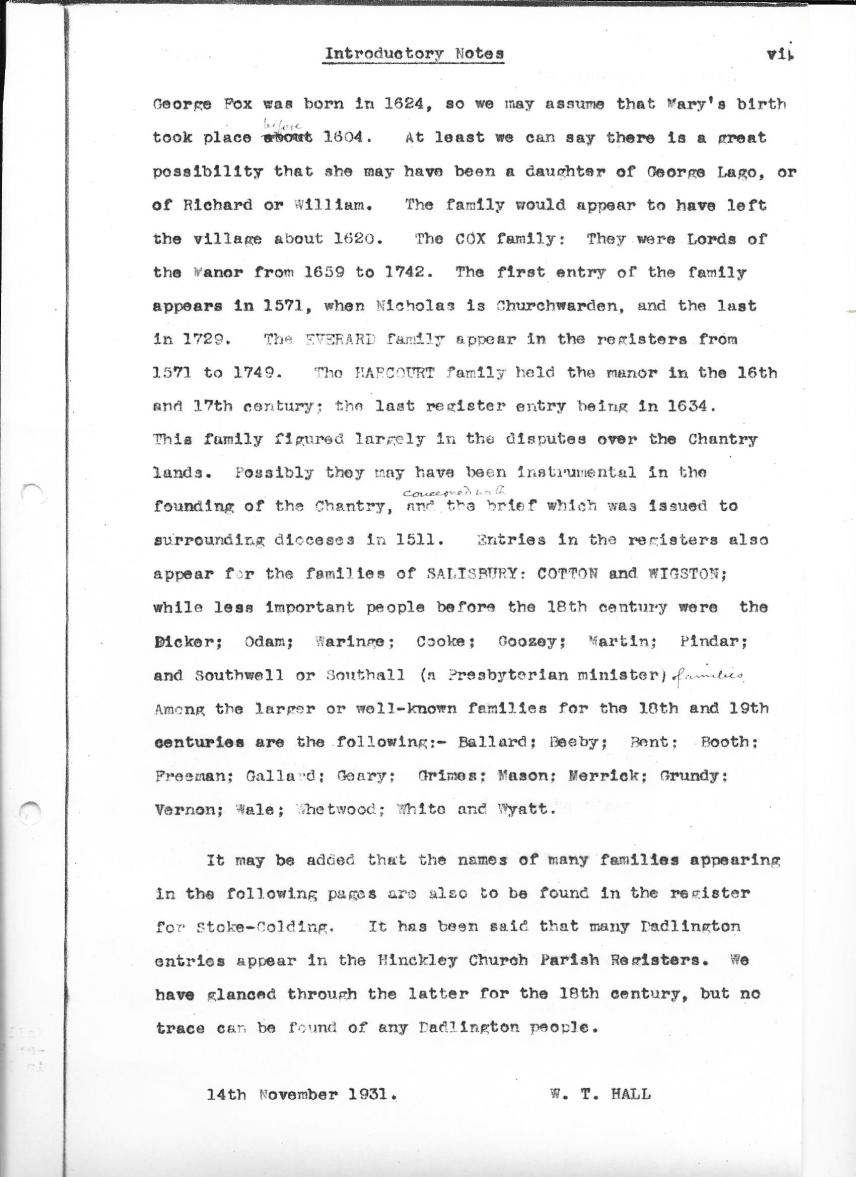 Introductory Notes vii
George Fox was born in 1624, so we may assume that Mary's birth
before
took place about 1604. At least we can say there is a great
possibility that she may have been a daughter of George Lago, or
of Richard or William. The family would appear to have left
the village about 1620. The COX family: They were Lords of
the Manor from 1659 to 1742. The first entry of the family
appears in 1571, when Nicholas is Churchwarden, and the last
in 1729. The EVERARD family appear in the registers from
1571 to 1749. The HARCOURT family held the manor in the 16th
and 17th century; the last register entry being in 1634.
This family figured largely in the disputes over the Chantry
lands. Possibly they may have been instrumental in the
concerned with
founding of the Chantry, and the brief which was issued to
surrounding dioceses in 1511. Entries in the registers also
appear for the families of SALISBURY: COTTON and WIGSTON;
while less important people before the 18th century were the
Dicker; Odam; Waringe; Cooke; Goozey; Martin; Pindar;
and Southwell or Southall (a Presbyterian minister) families
Among the larger or well-known families for the 18th and 19th
centuries are the following:- Ballard; Beeby; Bent; Booth;
Freeman; Gallard; Geary; Grimes; Mason; Merrick; Grundy;
Vernon; Wale; Whetwood; White and Wyatt.
It may be added that the names of many families appearing
in the following pages are also to be found in the register
for Stoke-Golding. It has been said that many Dadlington
entries appear in the Hinckley Church Parish Registers. We
have glanced through the latter for the 18th century, but no
trace can be found of any Dadlington people.
14th November 1931. W. T. HALL